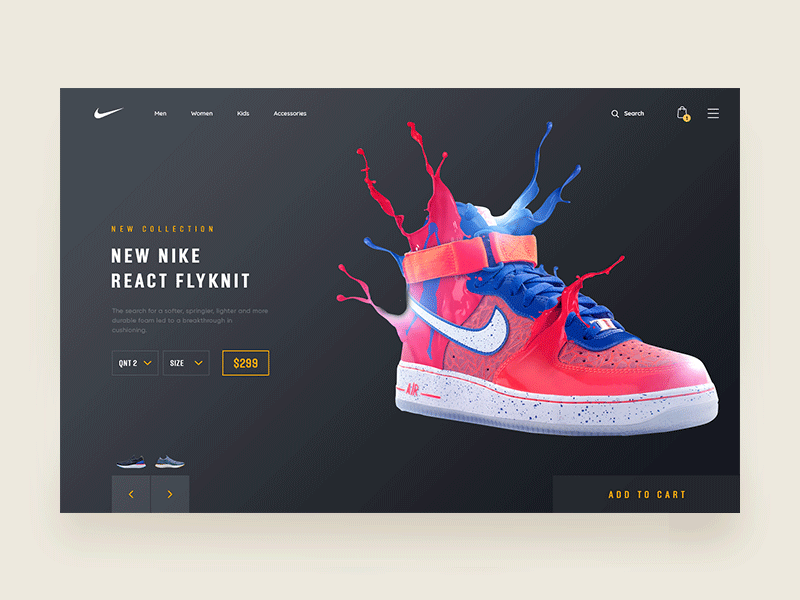 Men Women Kids Accessories Search
1
NEW COLLECTION
NEW NIKE
REACT FLYKNIT
The search for a softer, springier, lighter and more
durable foam led to a breakthrough in
cushioning.
QNT 2 SIZE $299
AIR
ADD TO CART